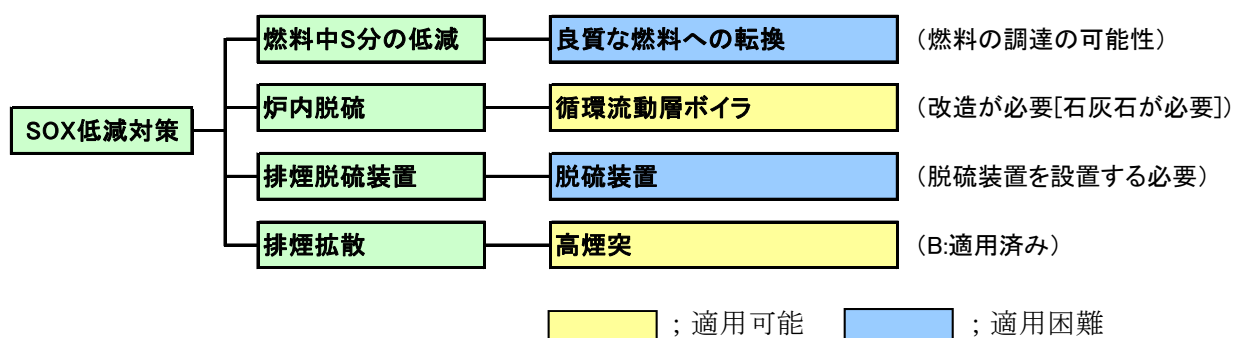 燃料中S分の低減 良質な燃料への転換 （燃料の調達の可能性）
炉内脱硫 循環流動層ボイラ （改造が必要[石灰石が必要]）
SOX低減対策
排煙脱硫装置 脱硫装置 （脱硫装置を設置する必要）
排煙拡散 高煙突 （B:適用済み）
；適用可能 ；適用困難